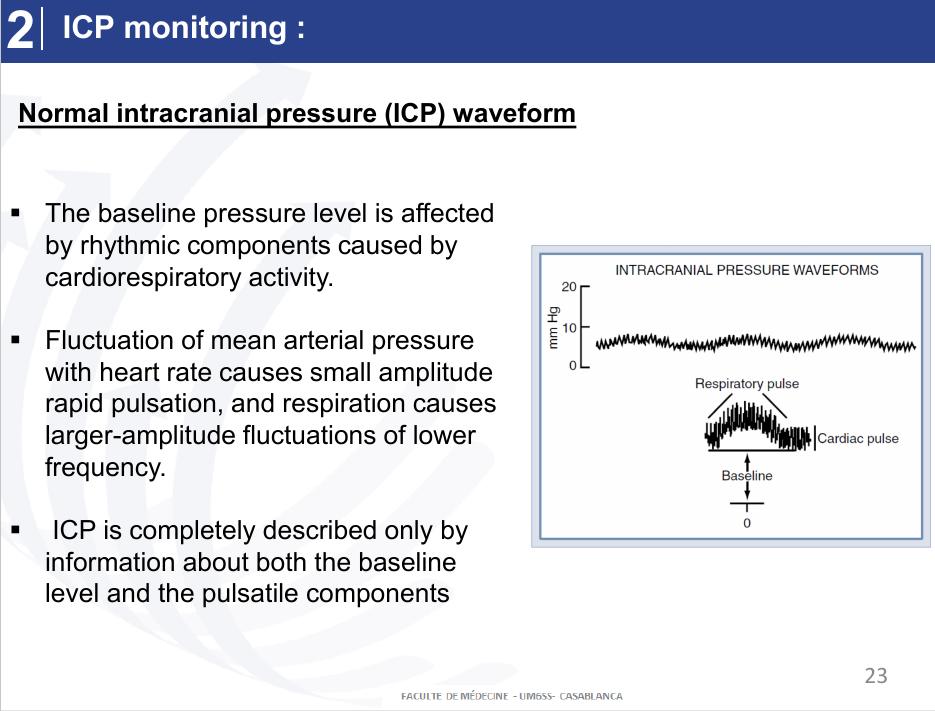 2 ICP monitoring :
Normal intracranial pressure (ICP) waveform
▪ The baseline pressure level is affected
by rhythmic components caused by
cardiorespiratory activity.
▪ Fluctuation of mean arterial pressure
with heart rate causes small amplitude
rapid pulsation, and respiration causes
larger-amplitude fluctuations of lower
frequency.
▪ ICP is completely described only by
information about both the baseline
level and the pulsatile components
INTRACRANIAL PRESSURE WAVEFORMS
20
mm Hg
10
0
Respiratory pulse
Cardiac pulse
Baseline
0
23
FACULTE DE MÉDECINE - UM6SS- CASABLANCA